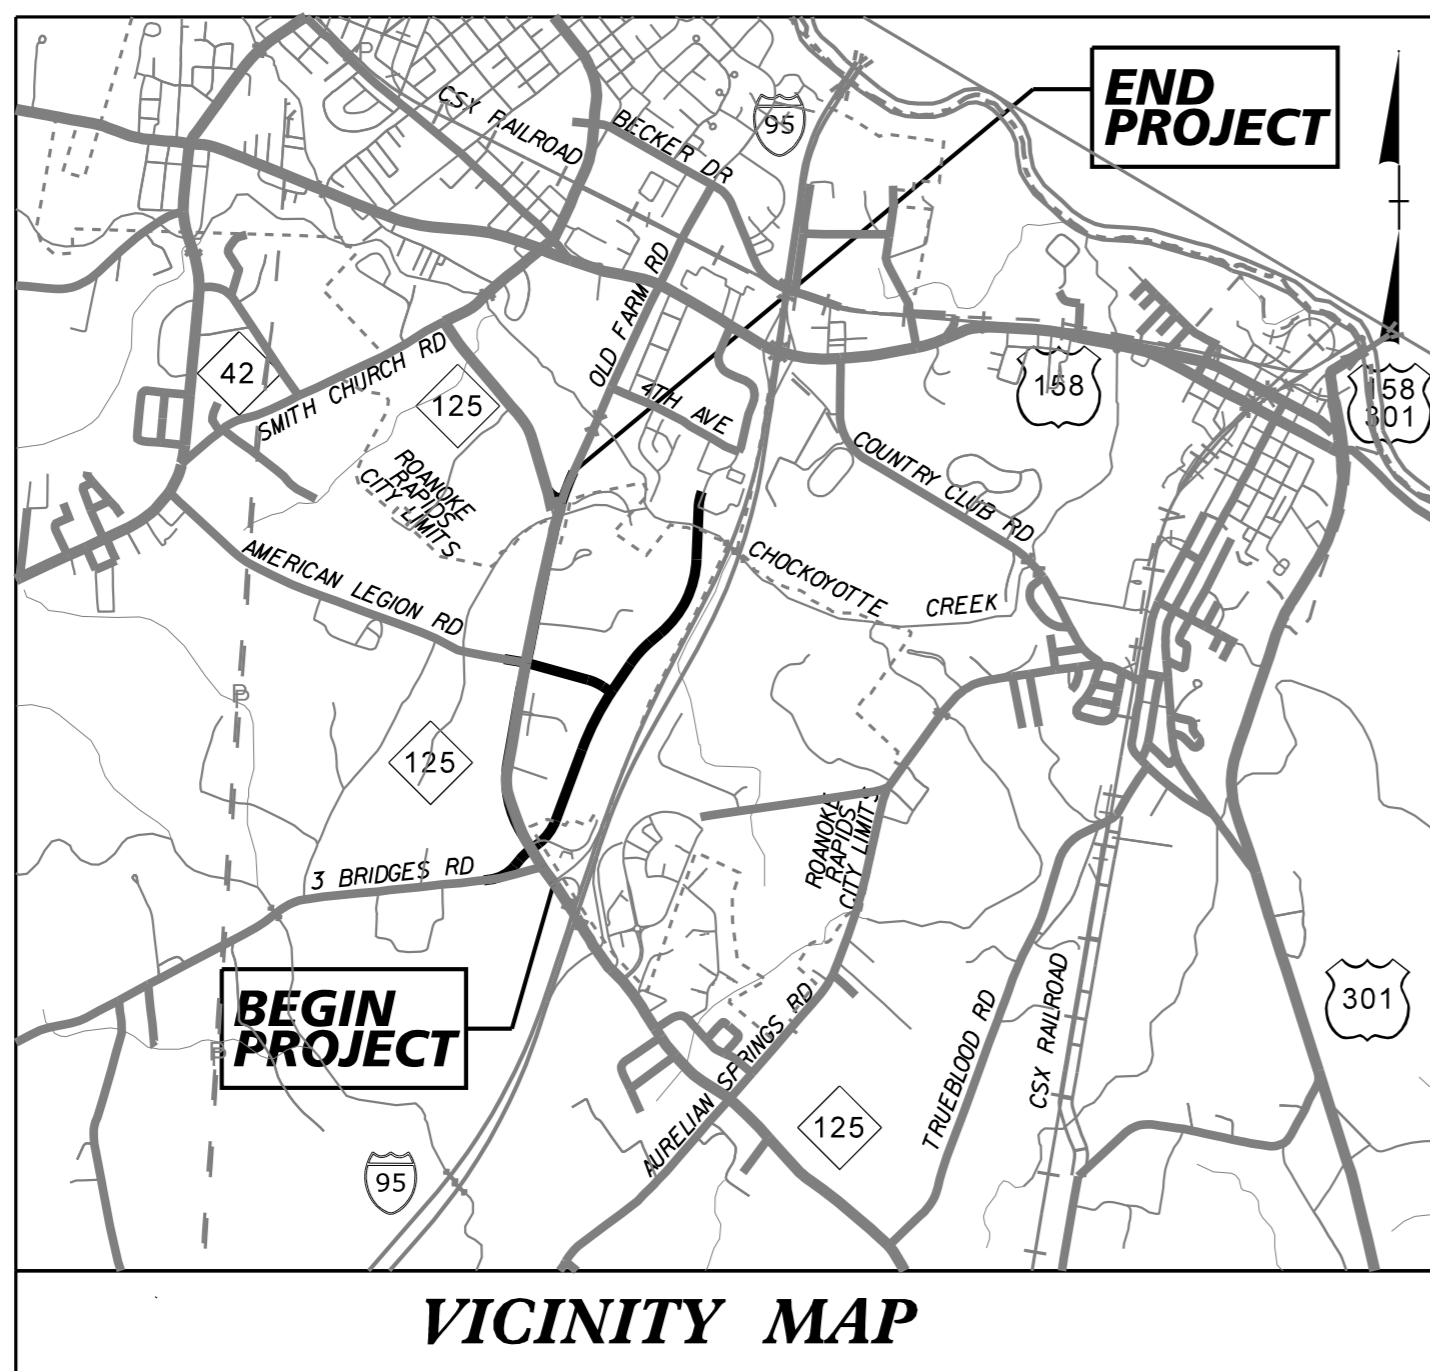 END
PROJECT
CSX RAILROAD
BECKER DR
95
OLD FARM RD
42
SMITH CHURCH RD
125
4TH AVE
158
158
301
ROANOKE
RAPIDS
CITY LIMITS
COUNTRY CLUB RD
AMERICAN LEGION RD
CHOCKOYOTTE
CREEK
P
125
ROANOKE
RAPIDS
CITY LIMITS
3 BRIDGES RD
BEGIN
PROJECT
P
AURELIAN SPRINGS RD
TRUEBLOOD RD
CSX RAILROAD
301
125
95
VICINITY MAP